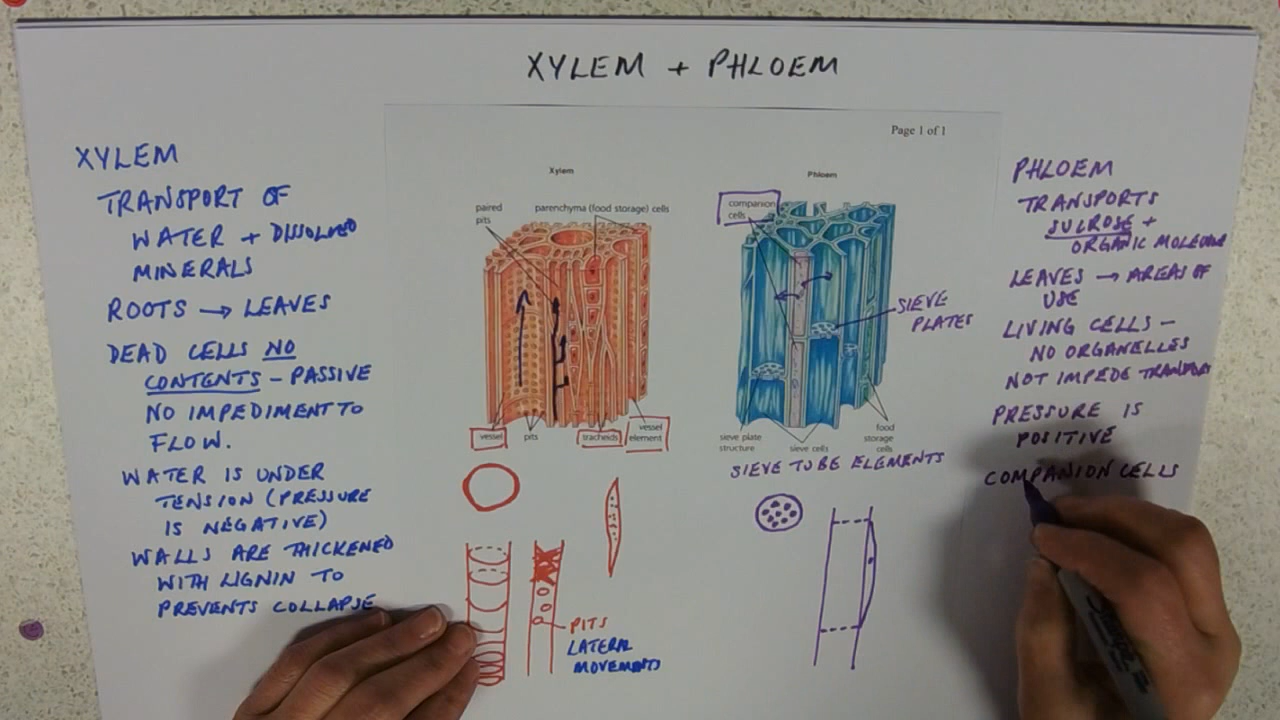 XYLEM + PHLOEM
Page 1 of 1
XYLEM
TRANSPORT OF
WATER + DISSOLVED
MINERALS
ROOTS → LEAVES
DEAD CELLS NO
CONTENTS – PASSIVE
NO IMPEDIMENT TO
FLOW.
WATER IS UNDER
TENSION (PRESSURE
IS NEGATIVE)
WALLS ARE THICKENED
WITH LIGNIN TO
PREVENTS COLLAPSE
Xylem
paired
pits
parenchyma (food storage) cells
vessel
pits
tracheids
vessel
element
PITS
LATERAL
MOVEMENTS
Phloem
companion
cells
SIEVE
PLATES
sieve plate
structure
sieve cells
food
storage
cells
SIEVE TUBE ELEMENTS
PHLOEM
TRANSPORTS
SUCROSE +
ORGANIC MOLECULES
LEAVES → AREAS OF
USE
LIVING CELLS –
NO ORGANELLES
NOT IMPEDE TRANSPORT
PRESSURE IS
POSITIVE
COMPANION CELLS